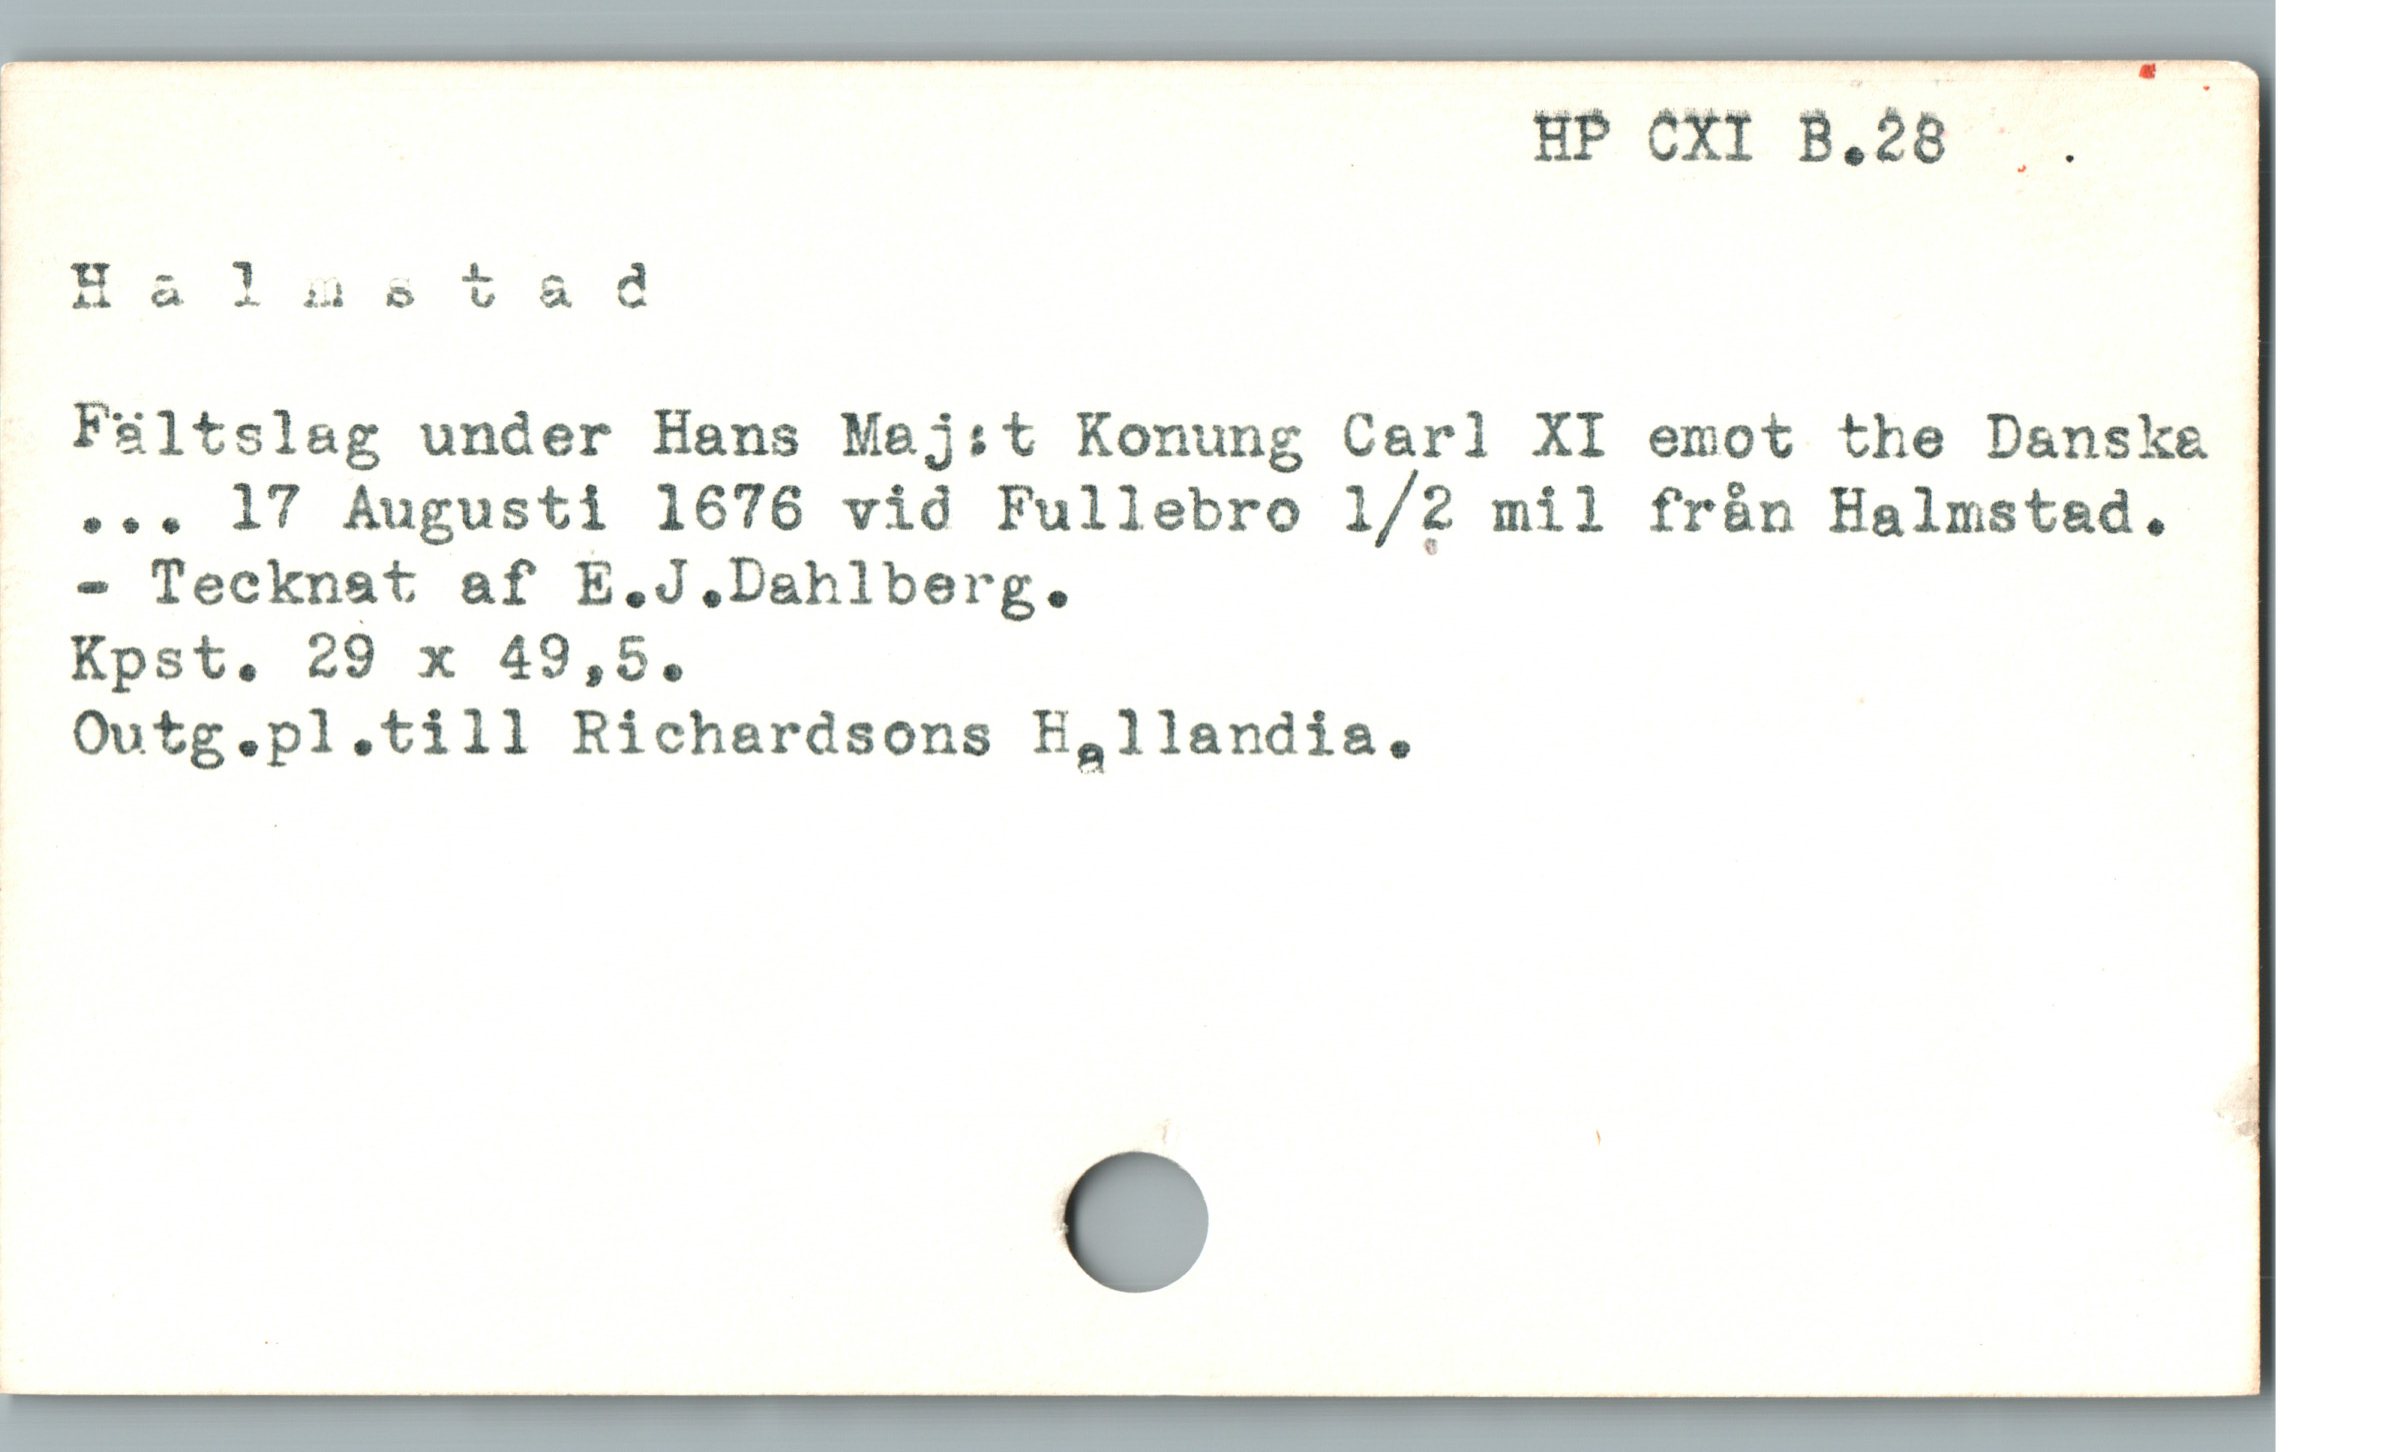 HP CXI B.28
H a l m s t a d
Fältslag under Hans Maj:t Konung Carl XI emot the Danska
... 17 Augusti 1676 vid Fullebro 1/2 mil från Halmstad.
- Tecknat af E.J.Dahlberg.
Kpst. 29 x 49,5.
Outg.pl.till Richardsons Hallandia.